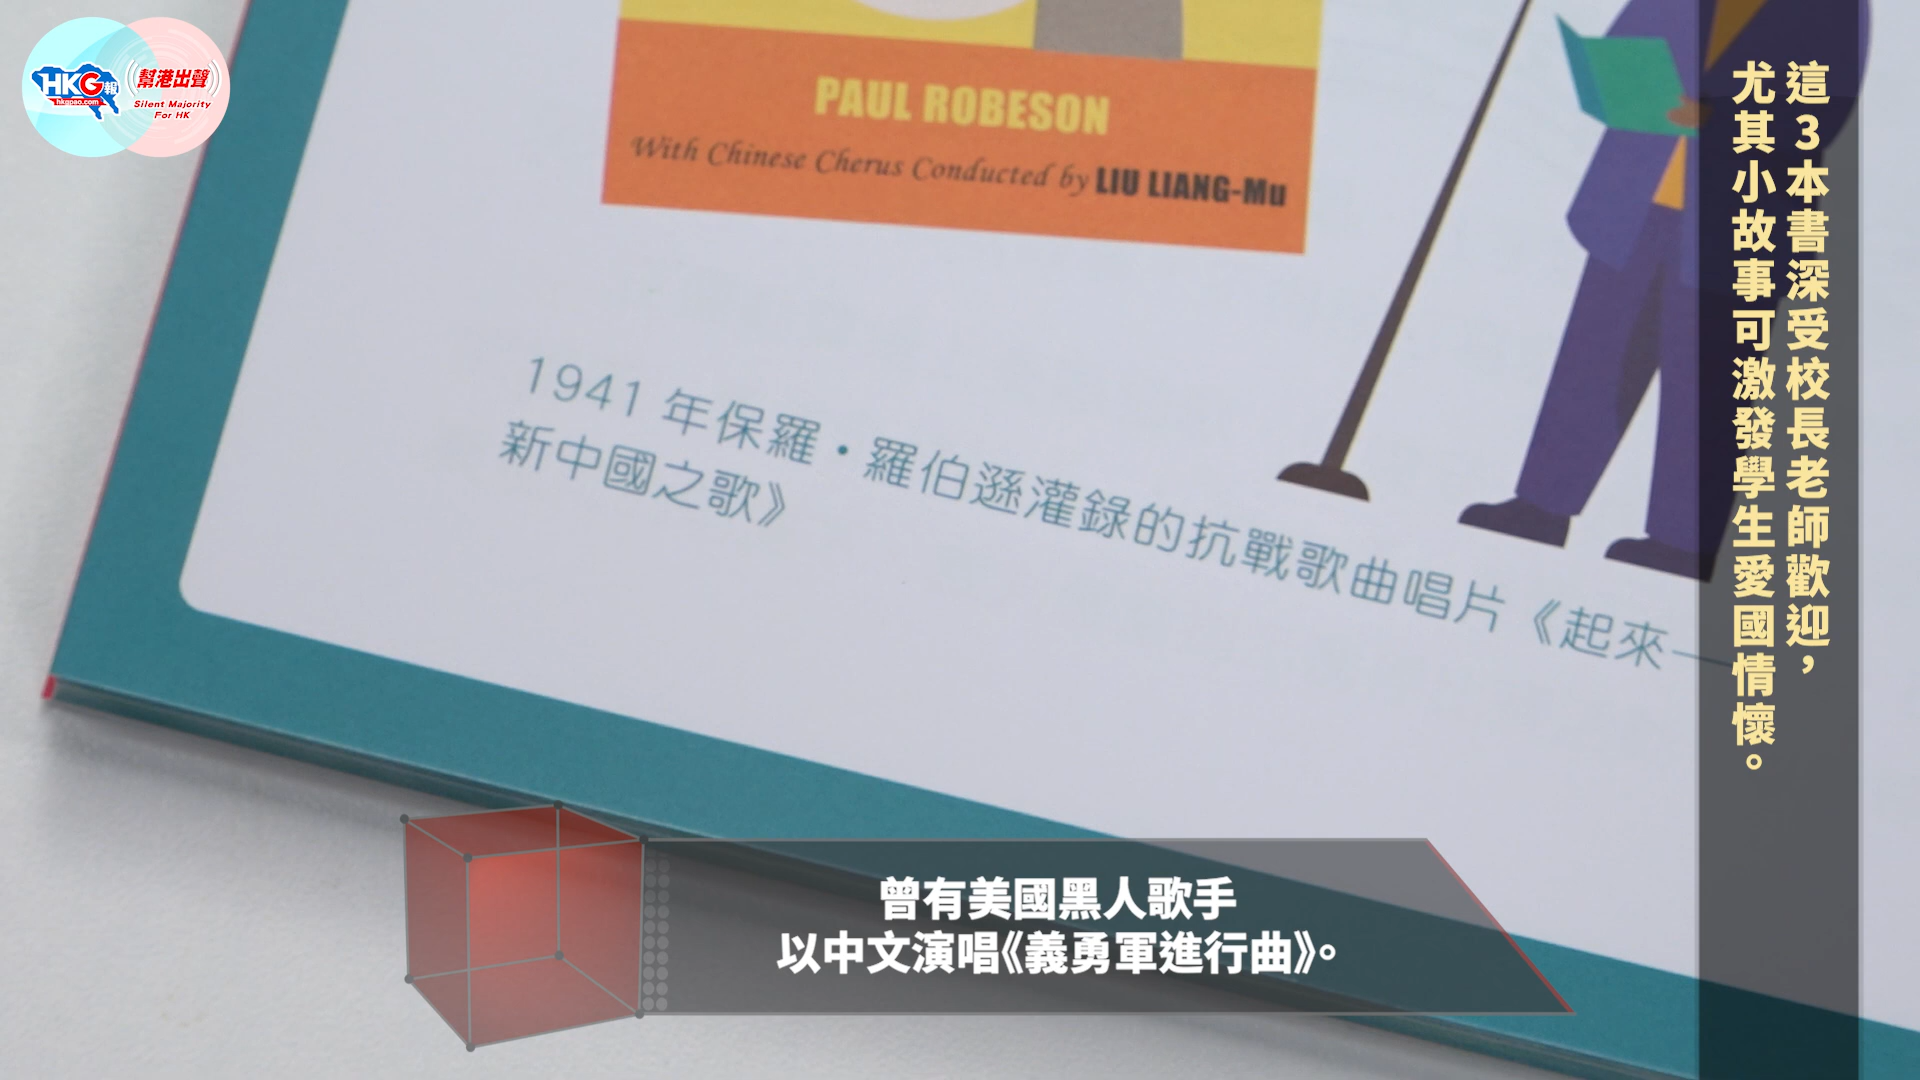 HKG報
hkgpao.com
幫港出聲
Silent Majority
For HK
PAUL ROBESON
With Chinese Cherus Conducted by LIU LIANG-Mu
1941 年保羅·羅伯遜灌錄的抗戰歌曲唱片《起來—
新中國之歌》
這3本書深受校長老師歡迎，
尤其小故事可激發學生愛國情懷。
曾有美國黑人歌手
以中文演唱《義勇軍進行曲》。